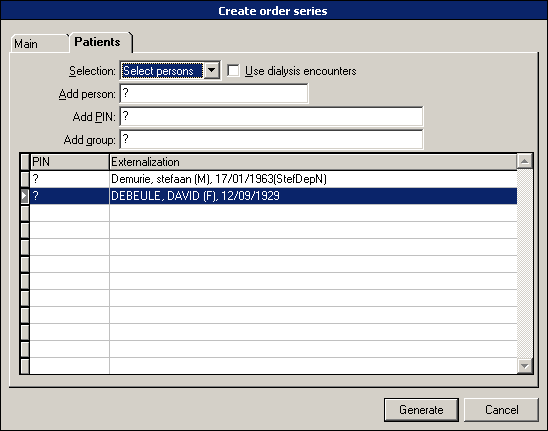 Create order series
Main Patients
Selection: Select persons Use dialysis encounters
Add person: ?
Add PIN: ?
Add group: ?
PIN Externalization
? Demurie, stefaan (M), 17/01/1963(StefDepN)
? DEBEULE, DAVID (F), 12/09/1929
Generate Cancel